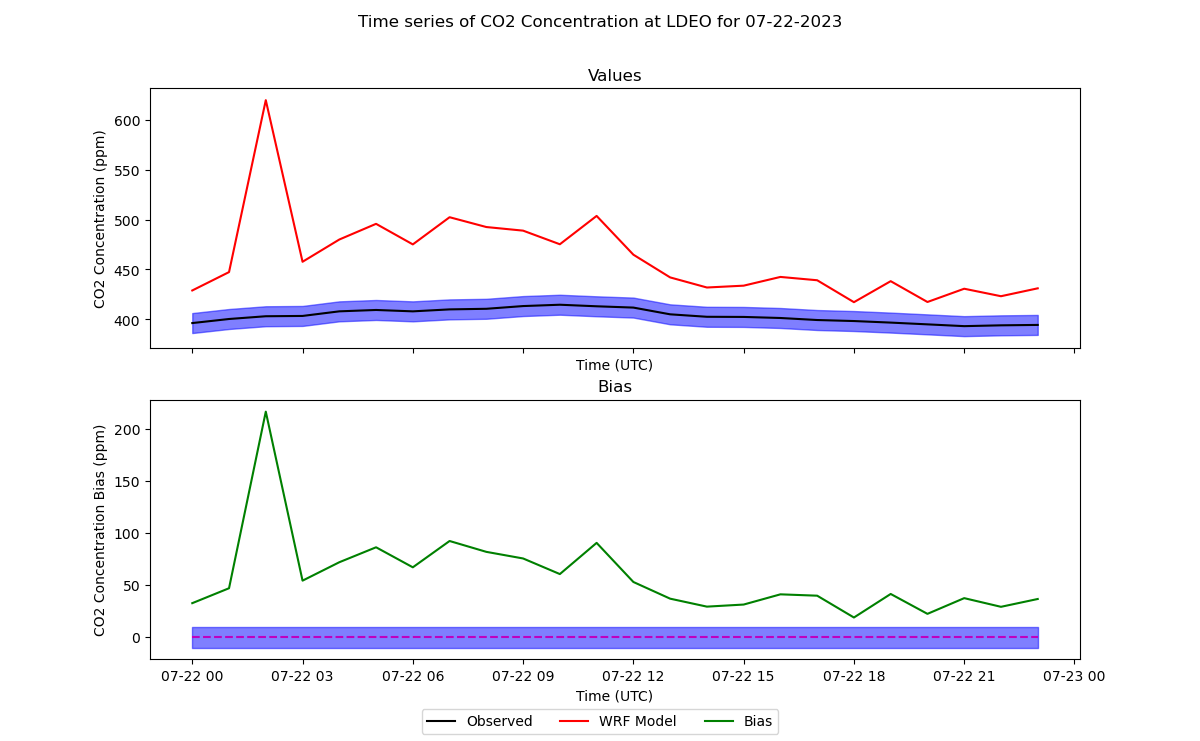 Time series of CO2 Concentration at LDEO for 07-22-2023
Values
CO2 Concentration (ppm)
600
550
500
450
400
Time (UTC)
Bias
CO2 Concentration Bias (ppm)
200
150
100
50
0
07-22 00 07-22 03 07-22 06 07-22 09 07-22 12 07-22 15 07-22 18 07-22 21 07-23 00
Time (UTC)
Observed WRF Model Bias